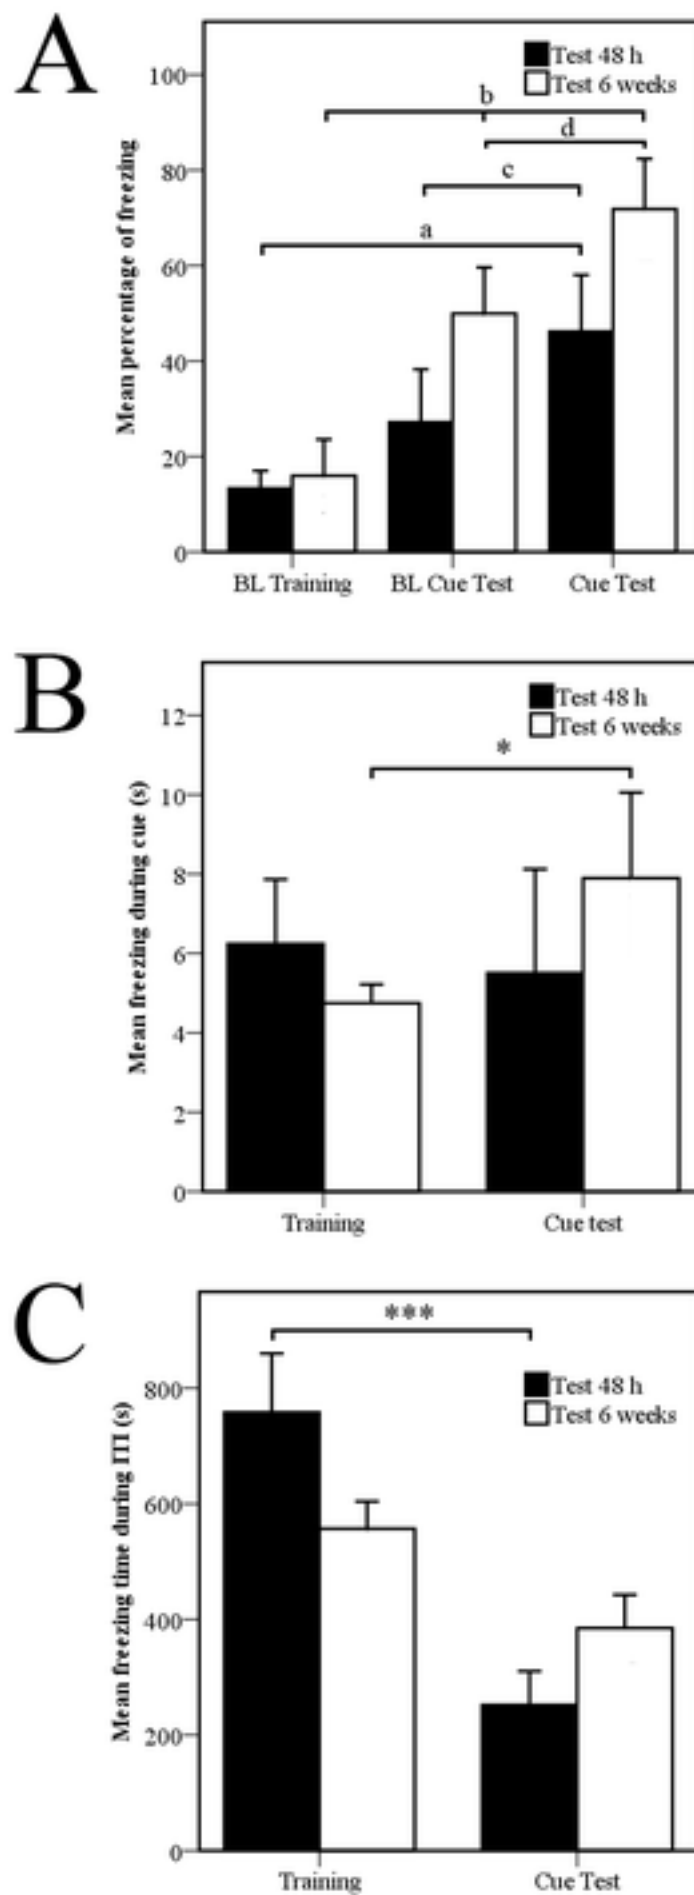 A
Test 48 h
Test 6 weeks
Mean percentage of freezing
100
80
60
40
20
0
b
d
c
a
BL Training
BL Cue Test
Cue Test
B
Test 48 h
Test 6 weeks
Mean freezing during cue (s)
12
10
8
6
4
2
0
*
Training
Cue test
C
***
Test 48 h
Test 6 weeks
Mean freezing time during ITI (s)
800
600
400
200
0
Training
Cue Test